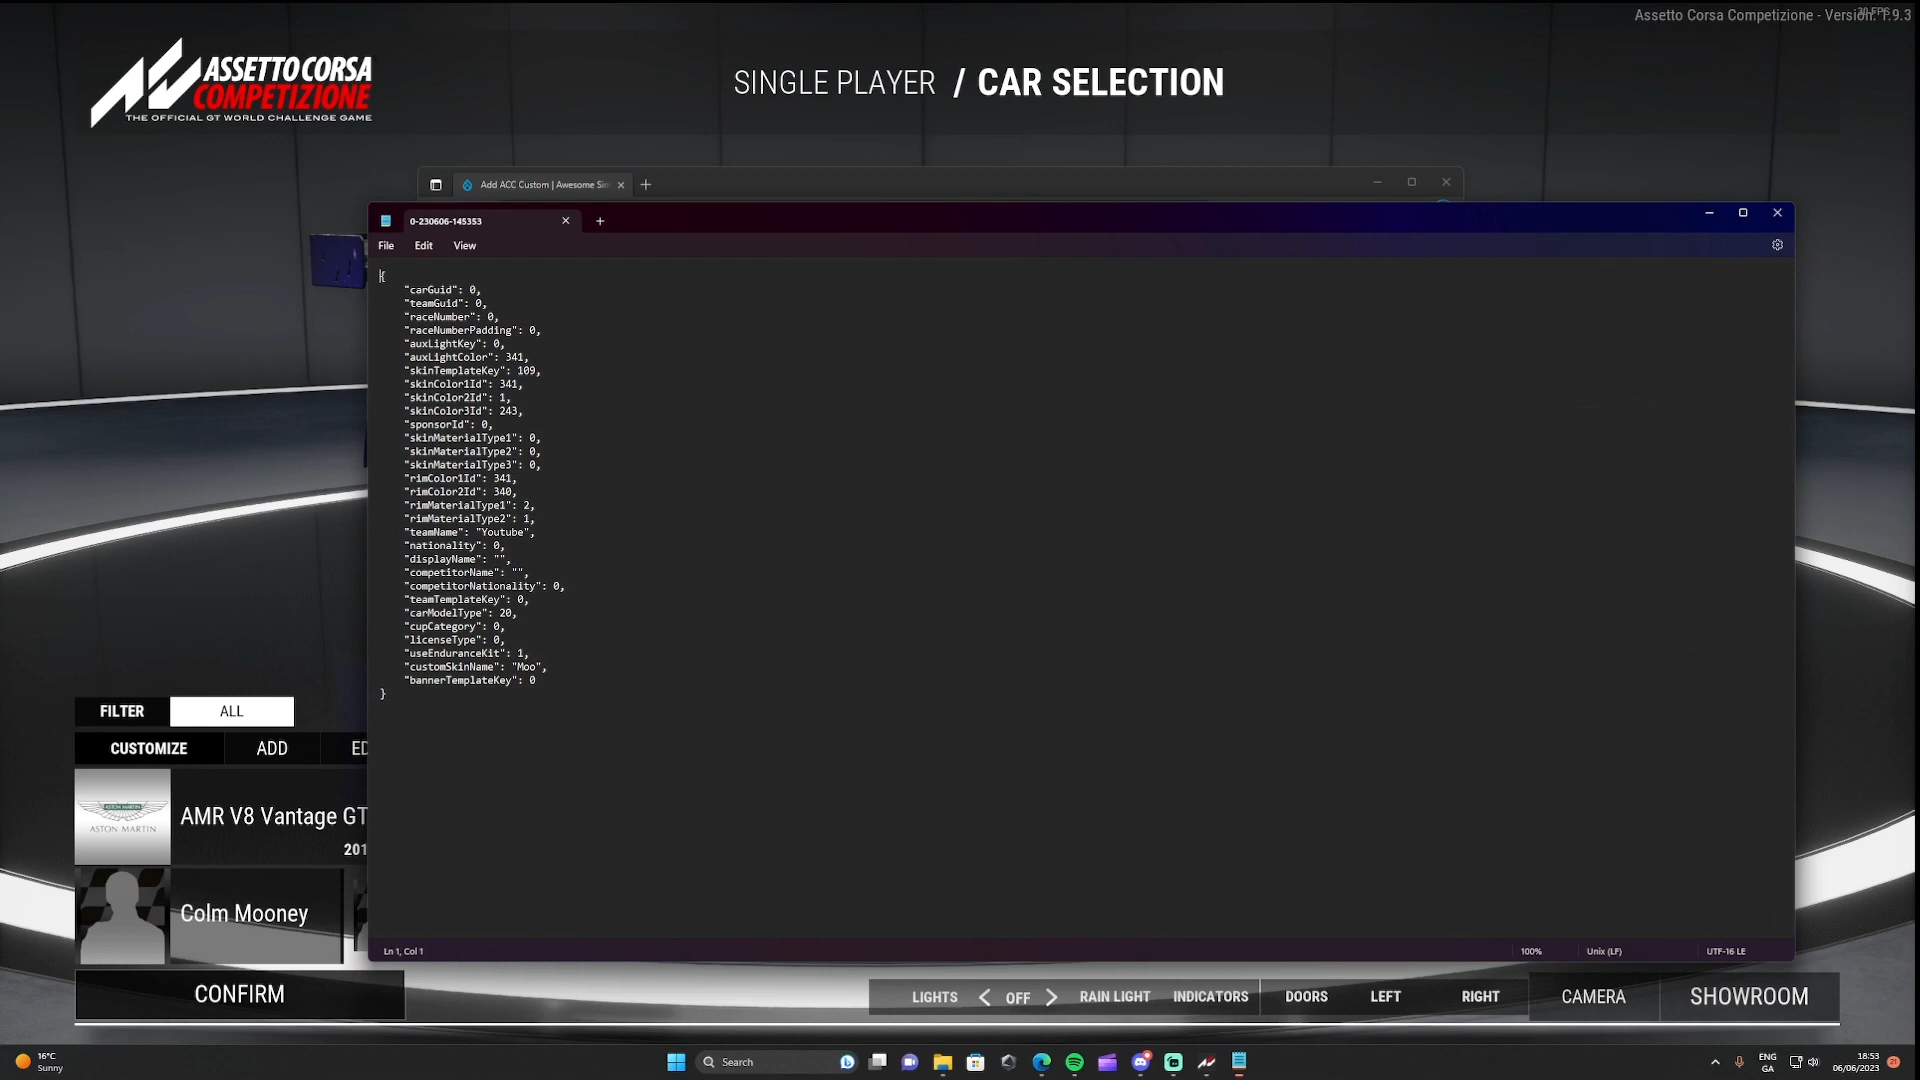 Assetto Corsa Competizione - Version: 1.9.3
ASSETTO CORSA
COMPETIZIONE
THE OFFICIAL GT WORLD CHALLENGE GAME
SINGLE PLAYER / CAR SELECTION
Add ACC Custom | Awesome Sim
0-230606-145353
File Edit View
{
"carGuid": 0,
"teamGuid": 0,
"raceNumber": 0,
"raceNumberPadding": 0,
"auxLightKey": 0,
"auxLightColor": 341,
"skinTemplateKey": 109,
"skinColor1Id": 341,
"skinColor2Id": 1,
"skinColor3Id": 243,
"sponsorId": 0,
"skinMaterialType1": 0,
"skinMaterialType2": 0,
"skinMaterialType3": 0,
"rimColor1Id": 341,
"rimColor2Id": 340,
"rimMaterialType1": 2,
"rimMaterialType2": 1,
"teamName": "Youtube",
"nationality": 0,
"displayName": "",
"competitorName": "",
"competitorNationality": 0,
"teamTemplateKey": 0,
"carModelType": 20,
"cupCategory": 0,
"licenseType": 0,
"useEnduranceKit": 1,
"customSkinName": "Moo",
"bannerTemplateKey": 0
}
FILTER ALL
CUSTOMIZE ADD ED
ASTON MARTIN
AMR V8 Vantage GT
201
Colm Mooney
Ln 1, Col 1 100% Unix (LF) UTF-16 LE
CONFIRM
LIGHTS < OFF > RAIN LIGHT INDICATORS DOORS LEFT RIGHT CAMERA SHOWROOM
16°C
Sunny
Search
ENG
GA
18:53
06/06/2023
21